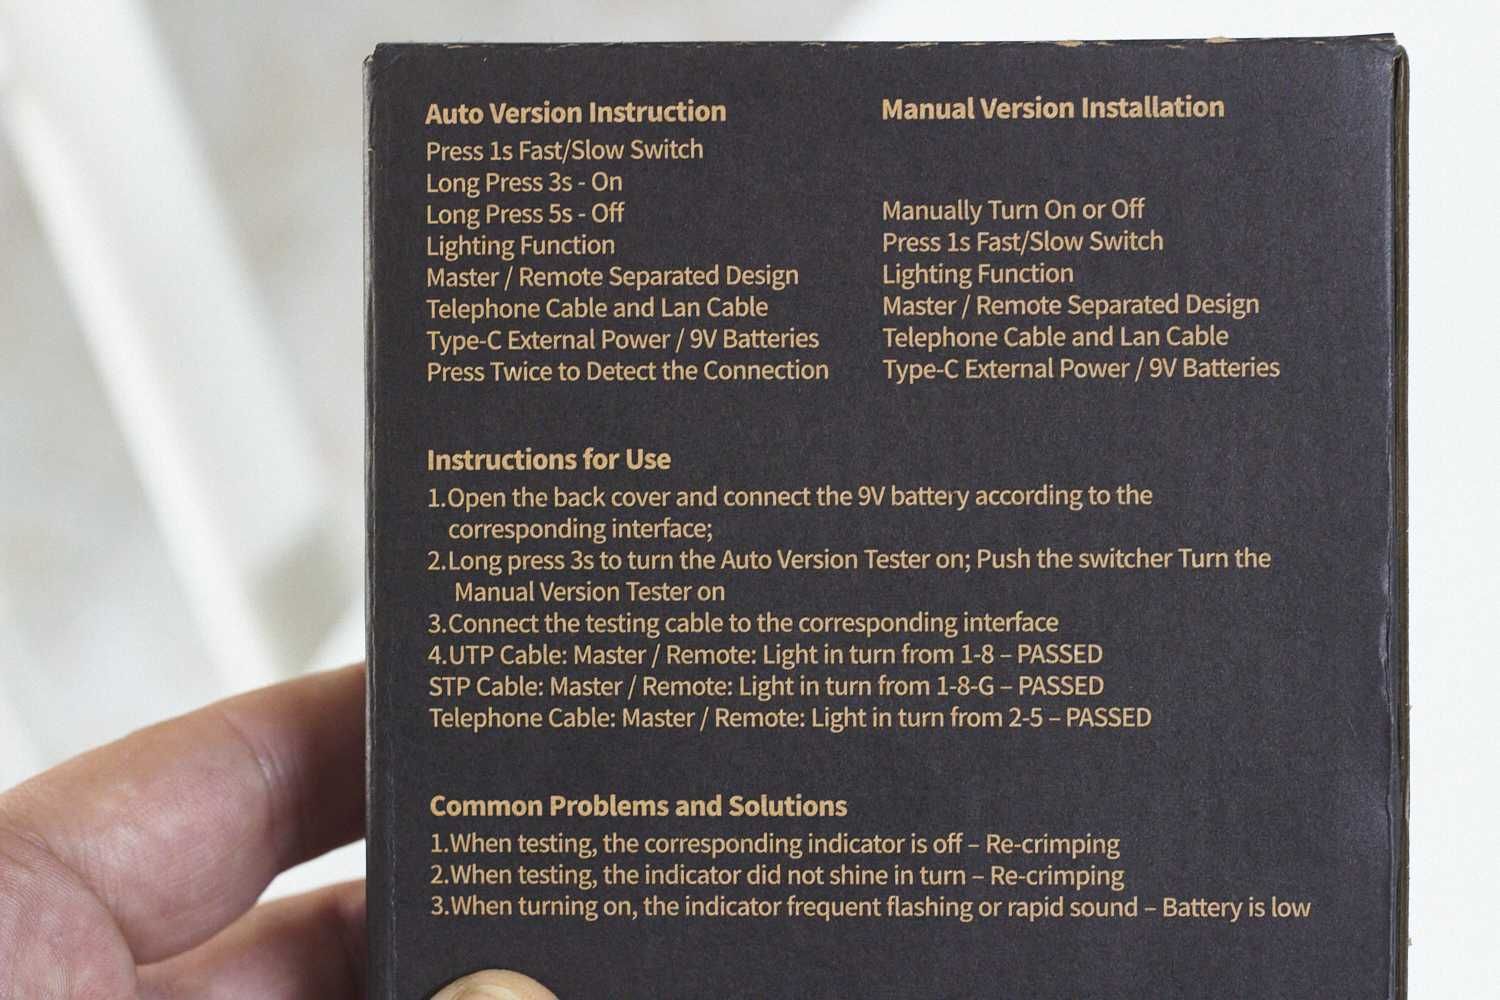 Auto Version Instruction
Press 1s Fast/Slow Switch
Long Press 3s - On
Long Press 5s - Off
Lighting Function
Master / Remote Separated Design
Telephone Cable and Lan Cable
Type-C External Power / 9V Batteries
Press Twice to Detect the Connection
Manual Version Installation
Manually Turn On or Off
Press 1s Fast/Slow Switch
Lighting Function
Master / Remote Separated Design
Telephone Cable and Lan Cable
Type-C External Power / 9V Batteries
Instructions for Use
1.Open the back cover and connect the 9V battery according to the
corresponding interface;
2.Long press 3s to turn the Auto Version Tester on; Push the switcher Turn the
Manual Version Tester on
3.Connect the testing cable to the corresponding interface
4.UTP Cable: Master / Remote: Light in turn from 1-8 – PASSED
STP Cable: Master / Remote: Light in turn from 1-8-G – PASSED
Telephone Cable: Master / Remote: Light in turn from 2-5 – PASSED
Common Problems and Solutions
1.When testing, the corresponding indicator is off – Re-crimping
2.When testing, the indicator did not shine in turn – Re-crimping
3.When turning on, the indicator frequent flashing or rapid sound – Battery is low